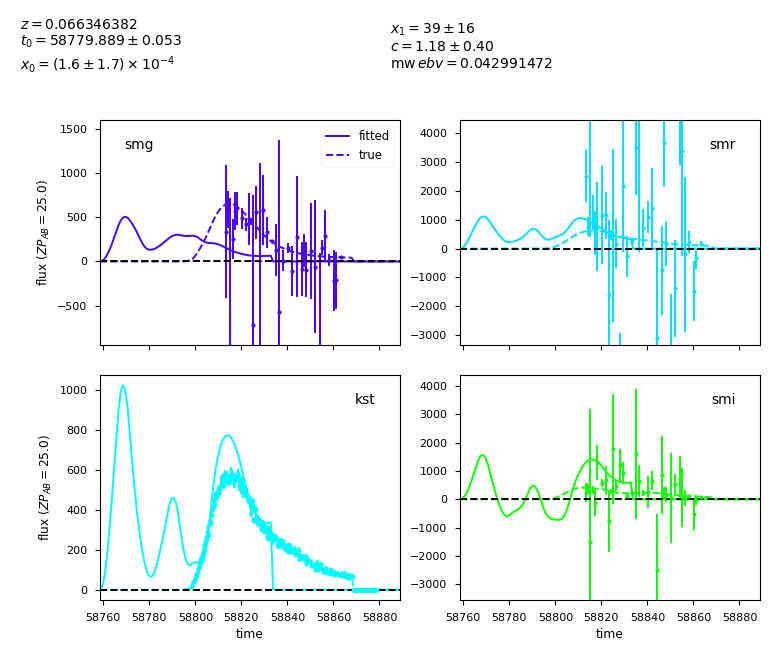 z = 0.066346382
t₀ = 58779.889 ± 0.053
x₀ = (1.6 ± 1.7) × 10⁻⁴
x₁ = 39 ± 16
c = 1.18 ± 0.40
mw ebv = 0.042991472
smg
fitted
true
1500
1000
500
0
−500
flux (ZP_AB = 25.0)
smr
4000
3000
2000
1000
0
−1000
−2000
−3000
kst
1000
800
600
400
200
0
flux (ZP_AB = 25.0)
58760 58780 58800 58820 58840 58860 58880
time
smi
4000
3000
2000
1000
0
−1000
−2000
−3000
58760 58780 58800 58820 58840 58860 58880
time